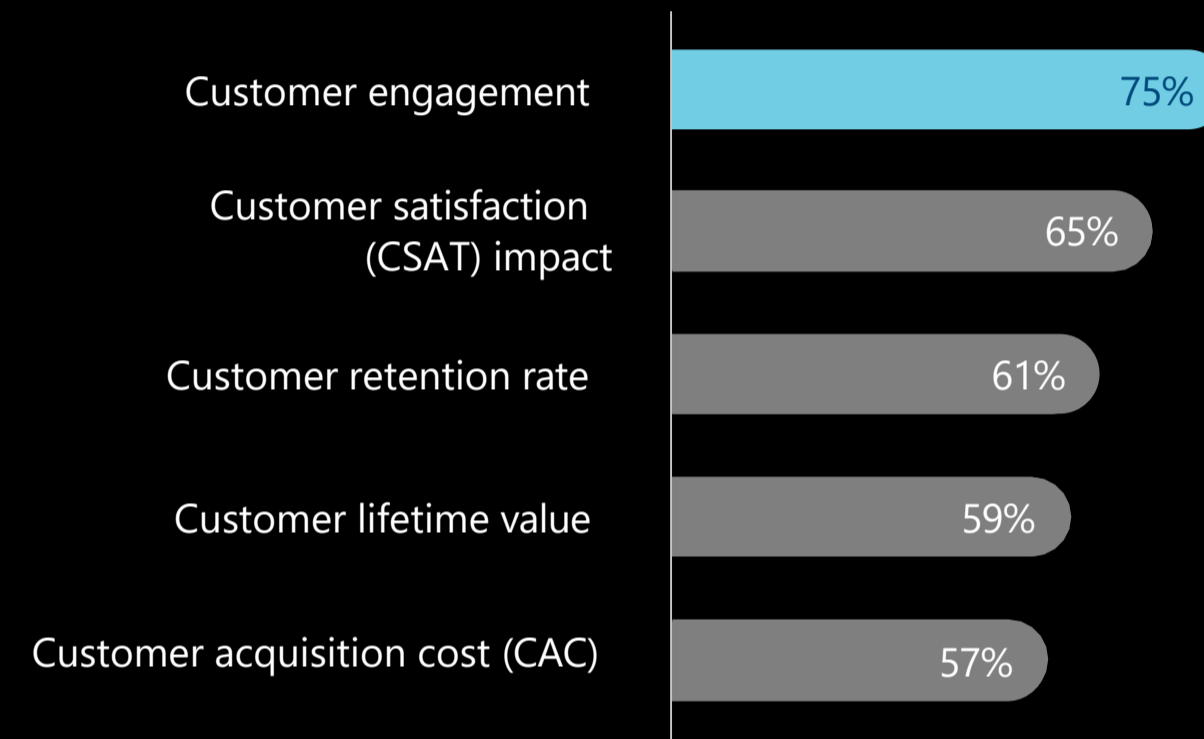 Customer engagement
75%
Customer satisfaction
(CSAT) impact
65%
Customer retention rate
61%
Customer lifetime value
59%
Customer acquisition cost (CAC)
57%